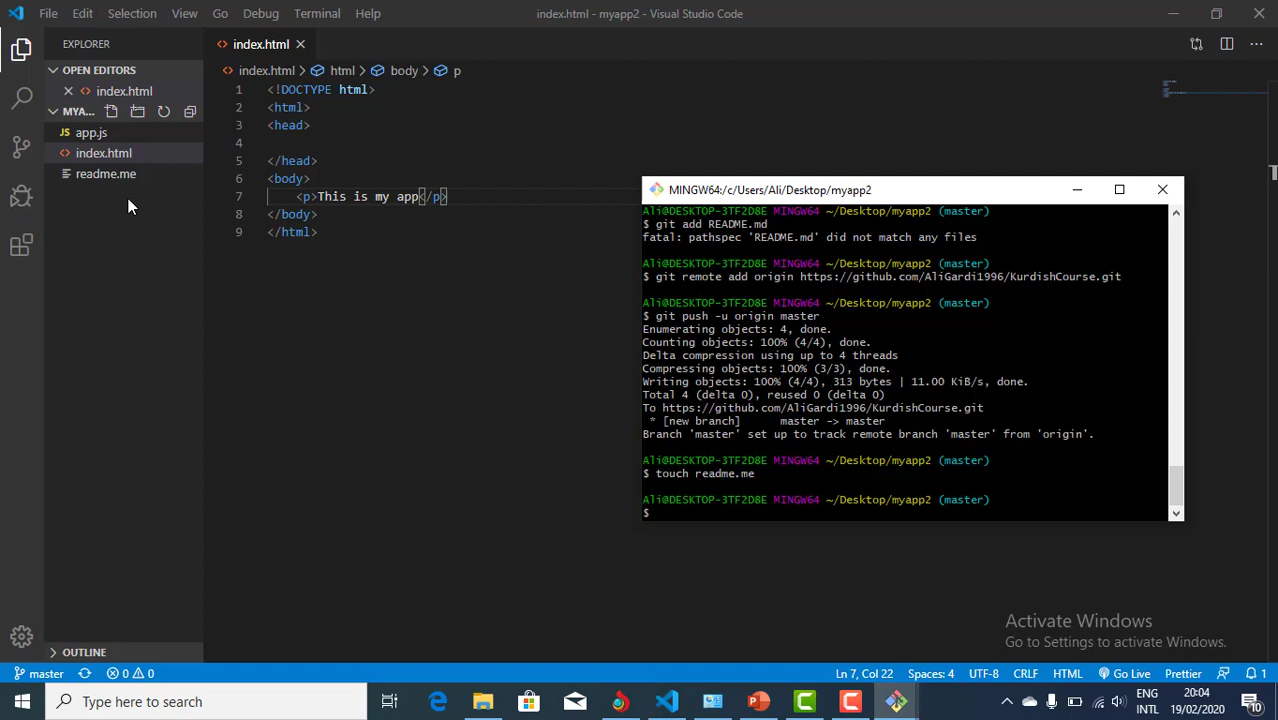 File Edit Selection View Go Debug Terminal Help index.html - myapp2 - Visual Studio Code
EXPLORER
index.html
OPEN EDITORS
index.html
index.html html body p
MYA...
JS app.js
index.html
readme.me
1 <!DOCTYPE html>
2 <html>
3 <head>
4
5 </head>
6 <body>
7 <p>This is my app</p>
8 </body>
9 </html>
MINGW64:/c/Users/Ali/Desktop/myapp2
Ali@DESKTOP-3TF2D8E MINGW64 ~/Desktop/myapp2 (master)
$ git add README.md
fatal: pathspec 'README.md' did not match any files
Ali@DESKTOP-3TF2D8E MINGW64 ~/Desktop/myapp2 (master)
$ git remote add origin https://github.com/AliGardi1996/KurdishCourse.git
Ali@DESKTOP-3TF2D8E MINGW64 ~/Desktop/myapp2 (master)
$ git push -u origin master
Enumerating objects: 4, done.
Counting objects: 100% (4/4), done.
Delta compression using up to 4 threads
Compressing objects: 100% (3/3), done.
Writing objects: 100% (4/4), 313 bytes | 11.00 KiB/s, done.
Total 4 (delta 0), reused 0 (delta 0)
To https://github.com/AliGardi1996/KurdishCourse.git
* [new branch] master -> master
Branch 'master' set up to track remote branch 'master' from 'origin'.
Ali@DESKTOP-3TF2D8E MINGW64 ~/Desktop/myapp2 (master)
$ touch readme.me
Ali@DESKTOP-3TF2D8E MINGW64 ~/Desktop/myapp2 (master)
$
Activate Windows
Go to Settings to activate Windows.
OUTLINE
master 0 0 Ln 7, Col 22 Spaces: 4 UTF-8 CRLF HTML Go Live Prettier 1
Type here to search
ENG
INTL
20:04
19/02/2020
10